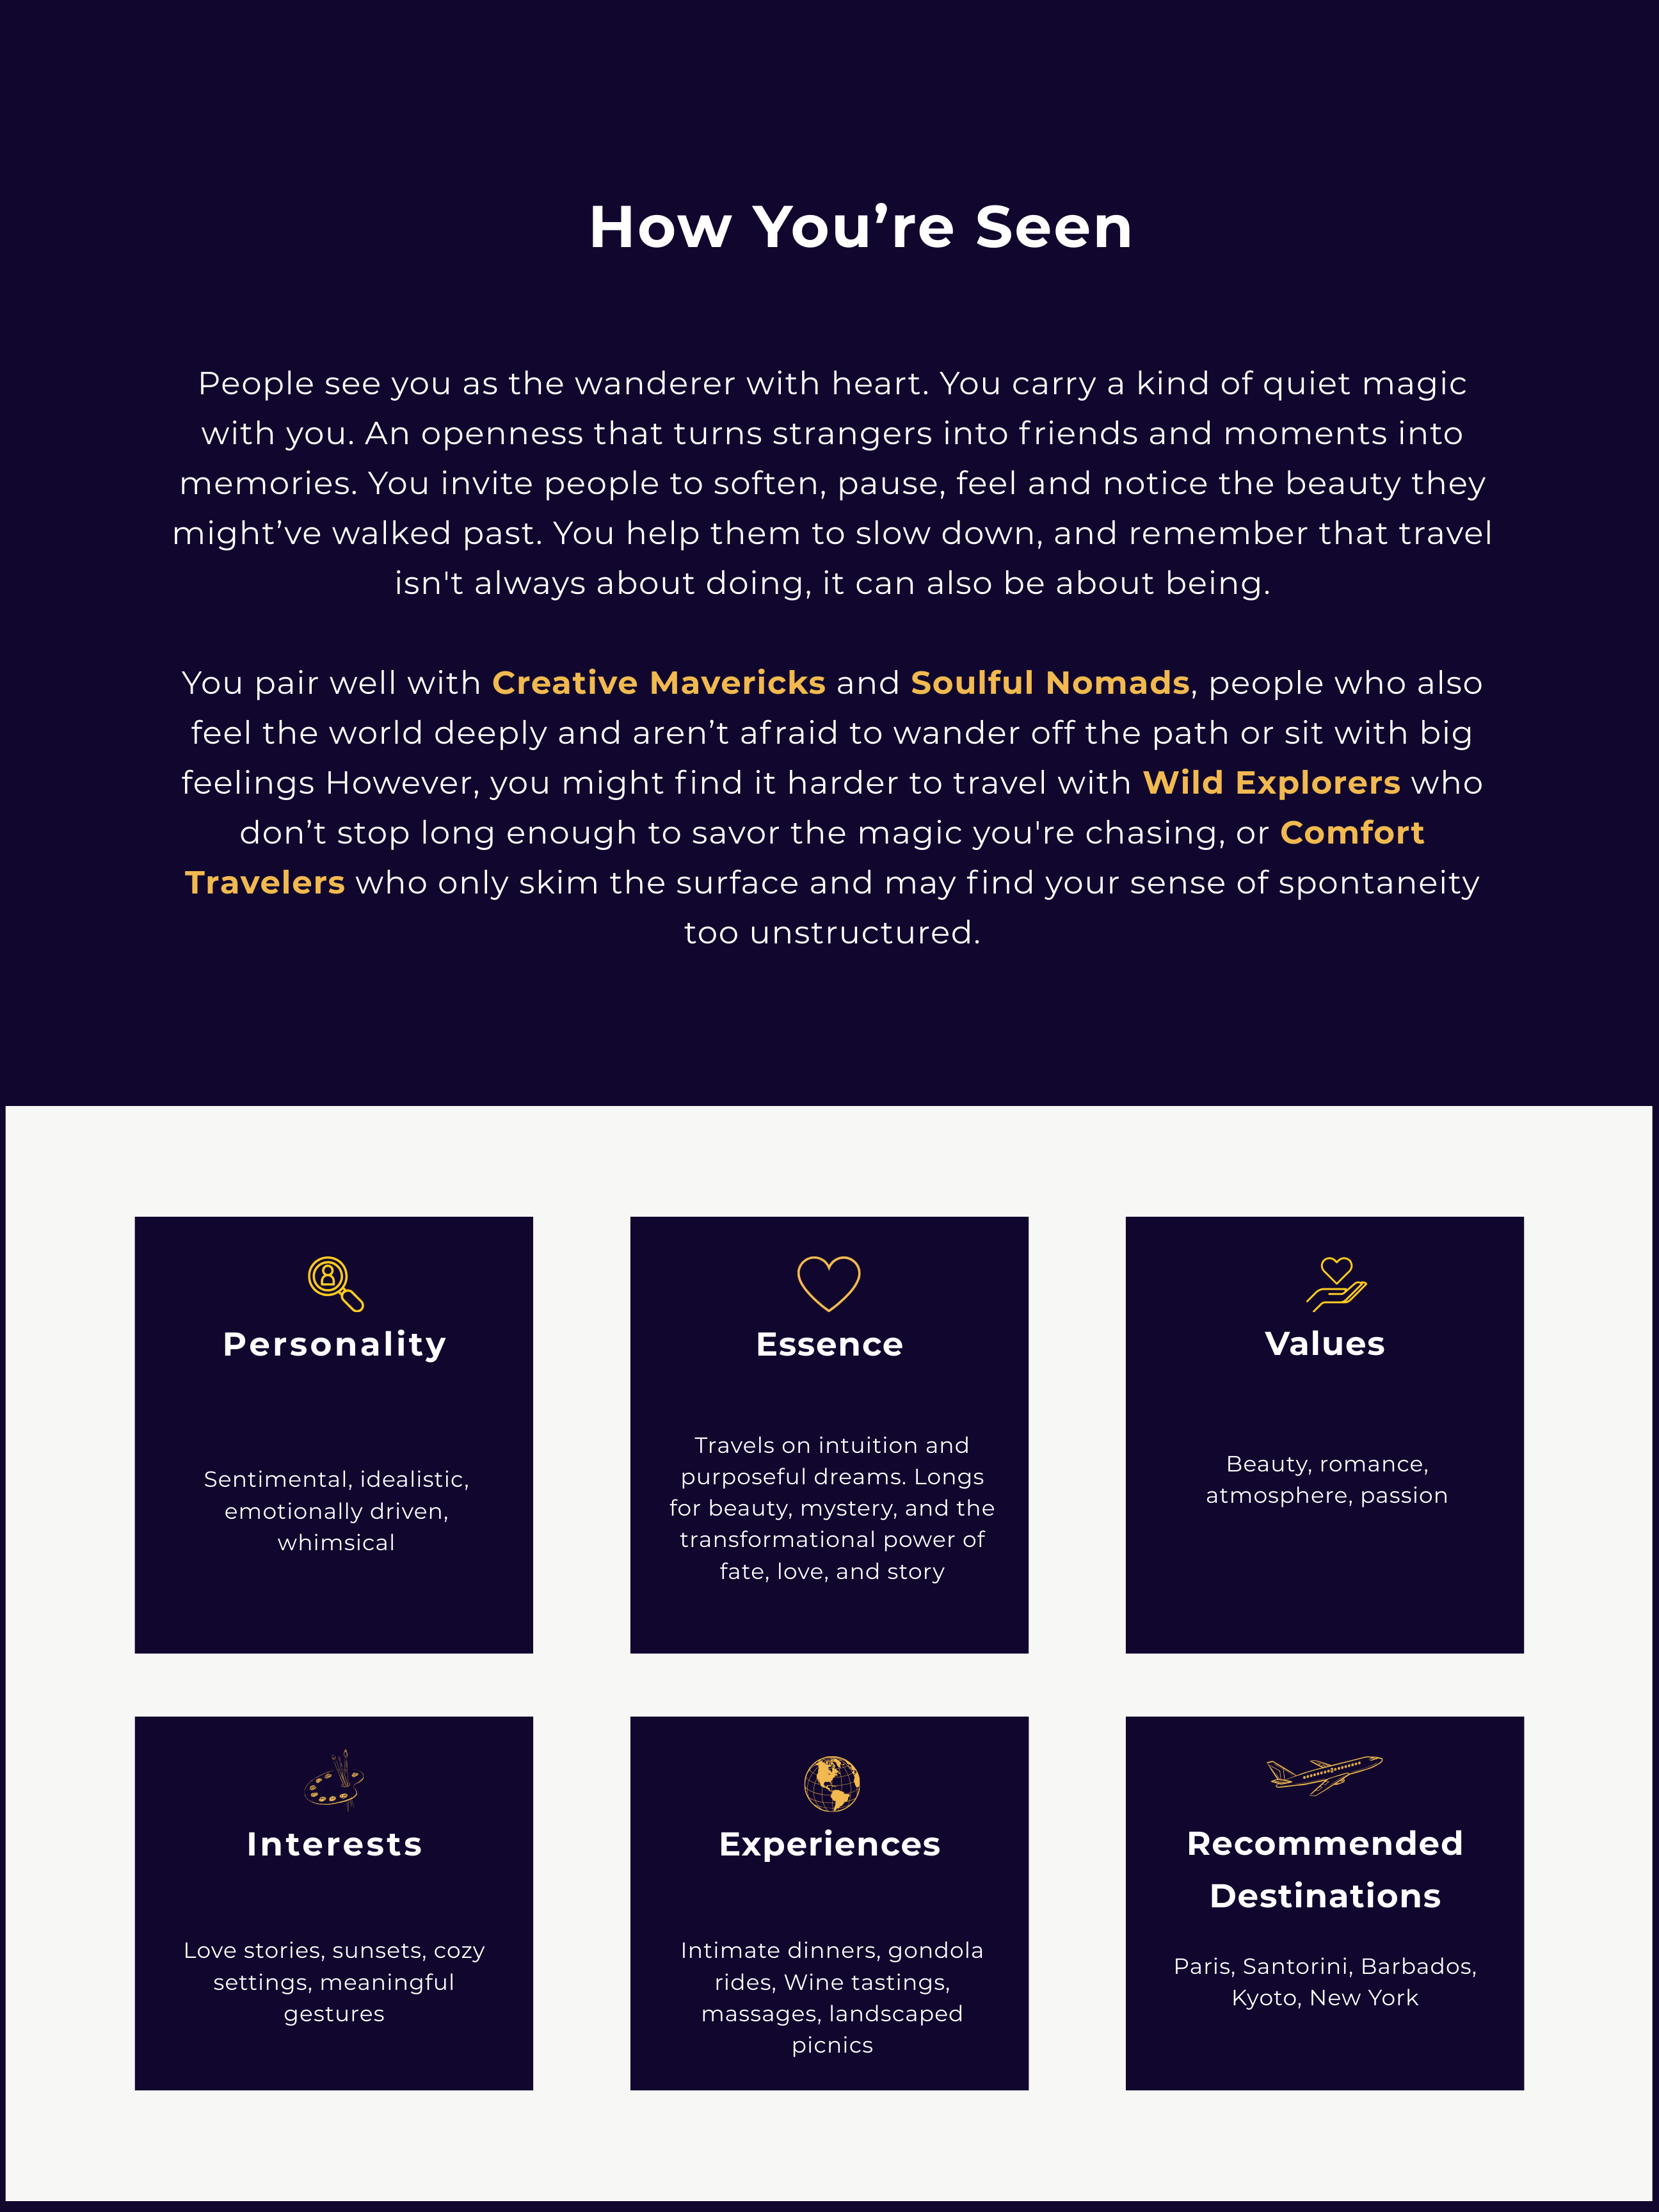 How You’re Seen
People see you as the wanderer with heart. You carry a kind of quiet magic
with you. An openness that turns strangers into friends and moments into
memories. You invite people to soften, pause, feel and notice the beauty they
might’ve walked past. You help them to slow down, and remember that travel
isn't always about doing, it can also be about being.
You pair well with Creative Mavericks and Soulful Nomads, people who also
feel the world deeply and aren’t afraid to wander off the path or sit with big
feelings However, you might find it harder to travel with Wild Explorers who
don’t stop long enough to savor the magic you're chasing, or Comfort
Travelers who only skim the surface and may find your sense of spontaneity
too unstructured.
Personality
Sentimental, idealistic,
emotionally driven,
whimsical
Essence
Travels on intuition and
purposeful dreams. Longs
for beauty, mystery, and the
transformational power of
fate, love, and story
Values
Beauty, romance,
atmosphere, passion
Interests
Love stories, sunsets, cozy
settings, meaningful
gestures
Experiences
Intimate dinners, gondola
rides, Wine tastings,
massages, landscaped
picnics
Recommended
Destinations
Paris, Santorini, Barbados,
Kyoto, New York